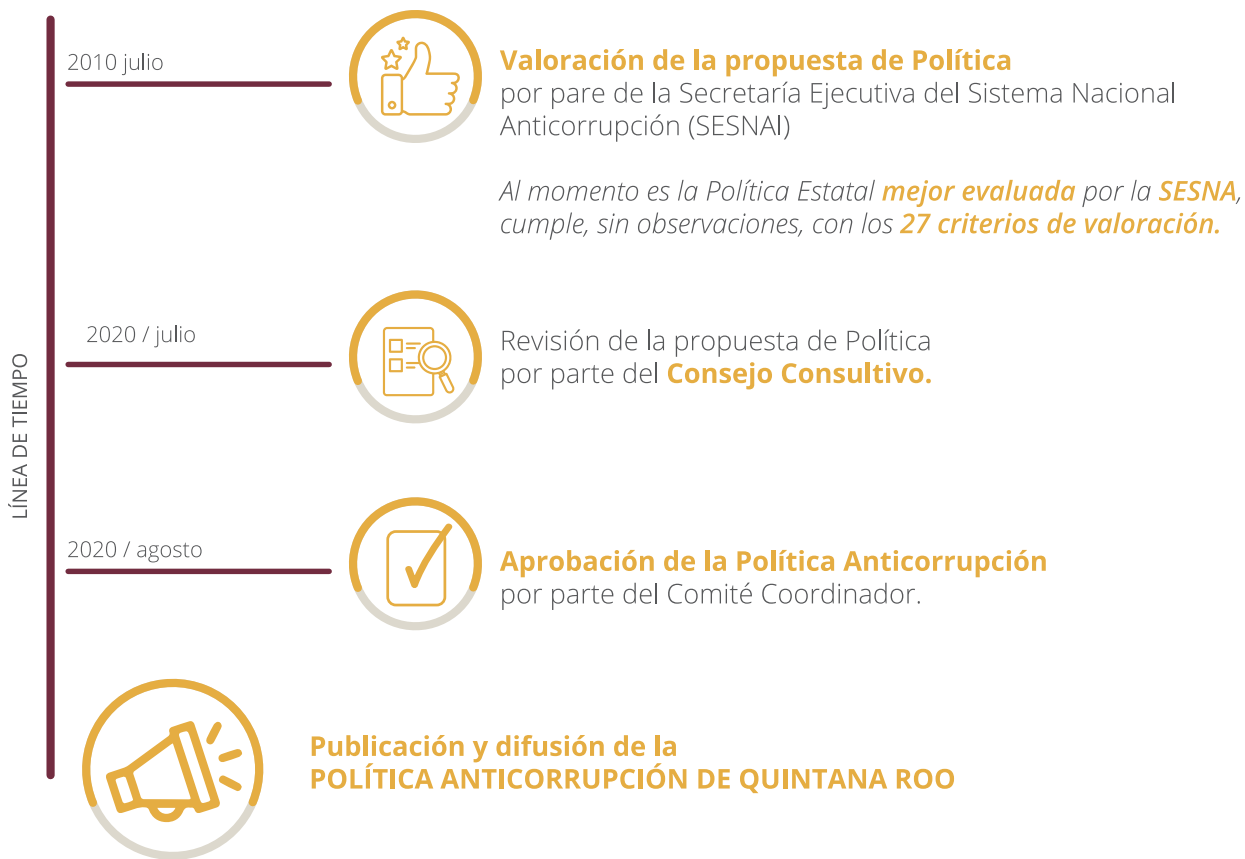 LÍNEA DE TIEMPO
2010 julio
Valoración de la propuesta de Política
por pare de la Secretaría Ejecutiva del Sistema Nacional
Anticorrupción (SESNAl)
Al momento es la Política Estatal mejor evaluada por la SESNA,
cumple, sin observaciones, con los 27 criterios de valoración.
2020 / julio
Revisión de la propuesta de Política
por parte del Consejo Consultivo.
2020 / agosto
Aprobación de la Política Anticorrupción
por parte del Comité Coordinador.
Publicación y difusión de la
POLÍTICA ANTICORRUPCIÓN DE QUINTANA ROO